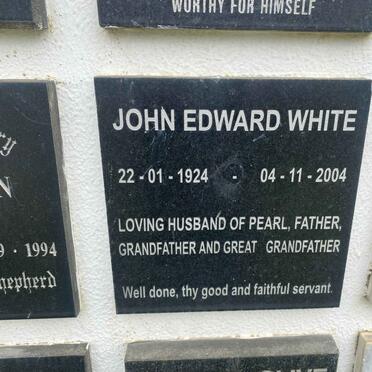 WORTHY FOR HIMSELF
JOHN EDWARD WHITE
22 - 01 - 1924 - 04 - 11 - 2004
LOVING HUSBAND OF PEARL, FATHER,
GRANDFATHER AND GREAT GRANDFATHER
Well done, thy good and faithful servant.
1994